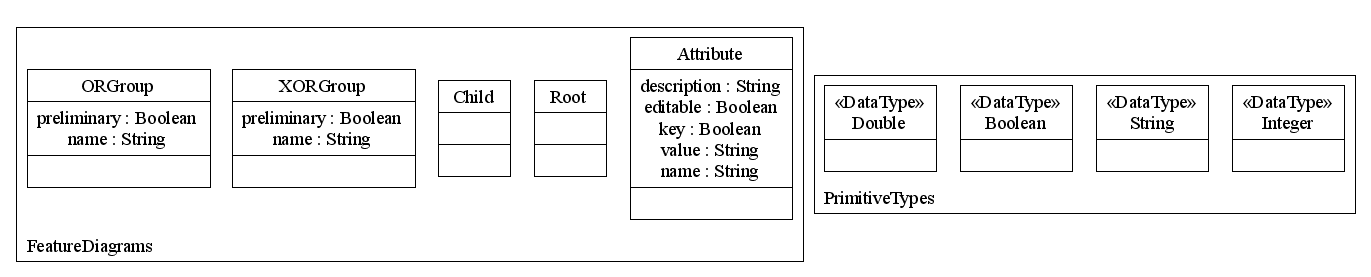 ORGroup
preliminary : Boolean
name : String
XORGroup
preliminary : Boolean
name : String
Child
Root
Attribute
description : String
editable : Boolean
key : Boolean
value : String
name : String
FeatureDiagrams
«DataType»
Double
«DataType»
Boolean
«DataType»
String
«DataType»
Integer
PrimitiveTypes